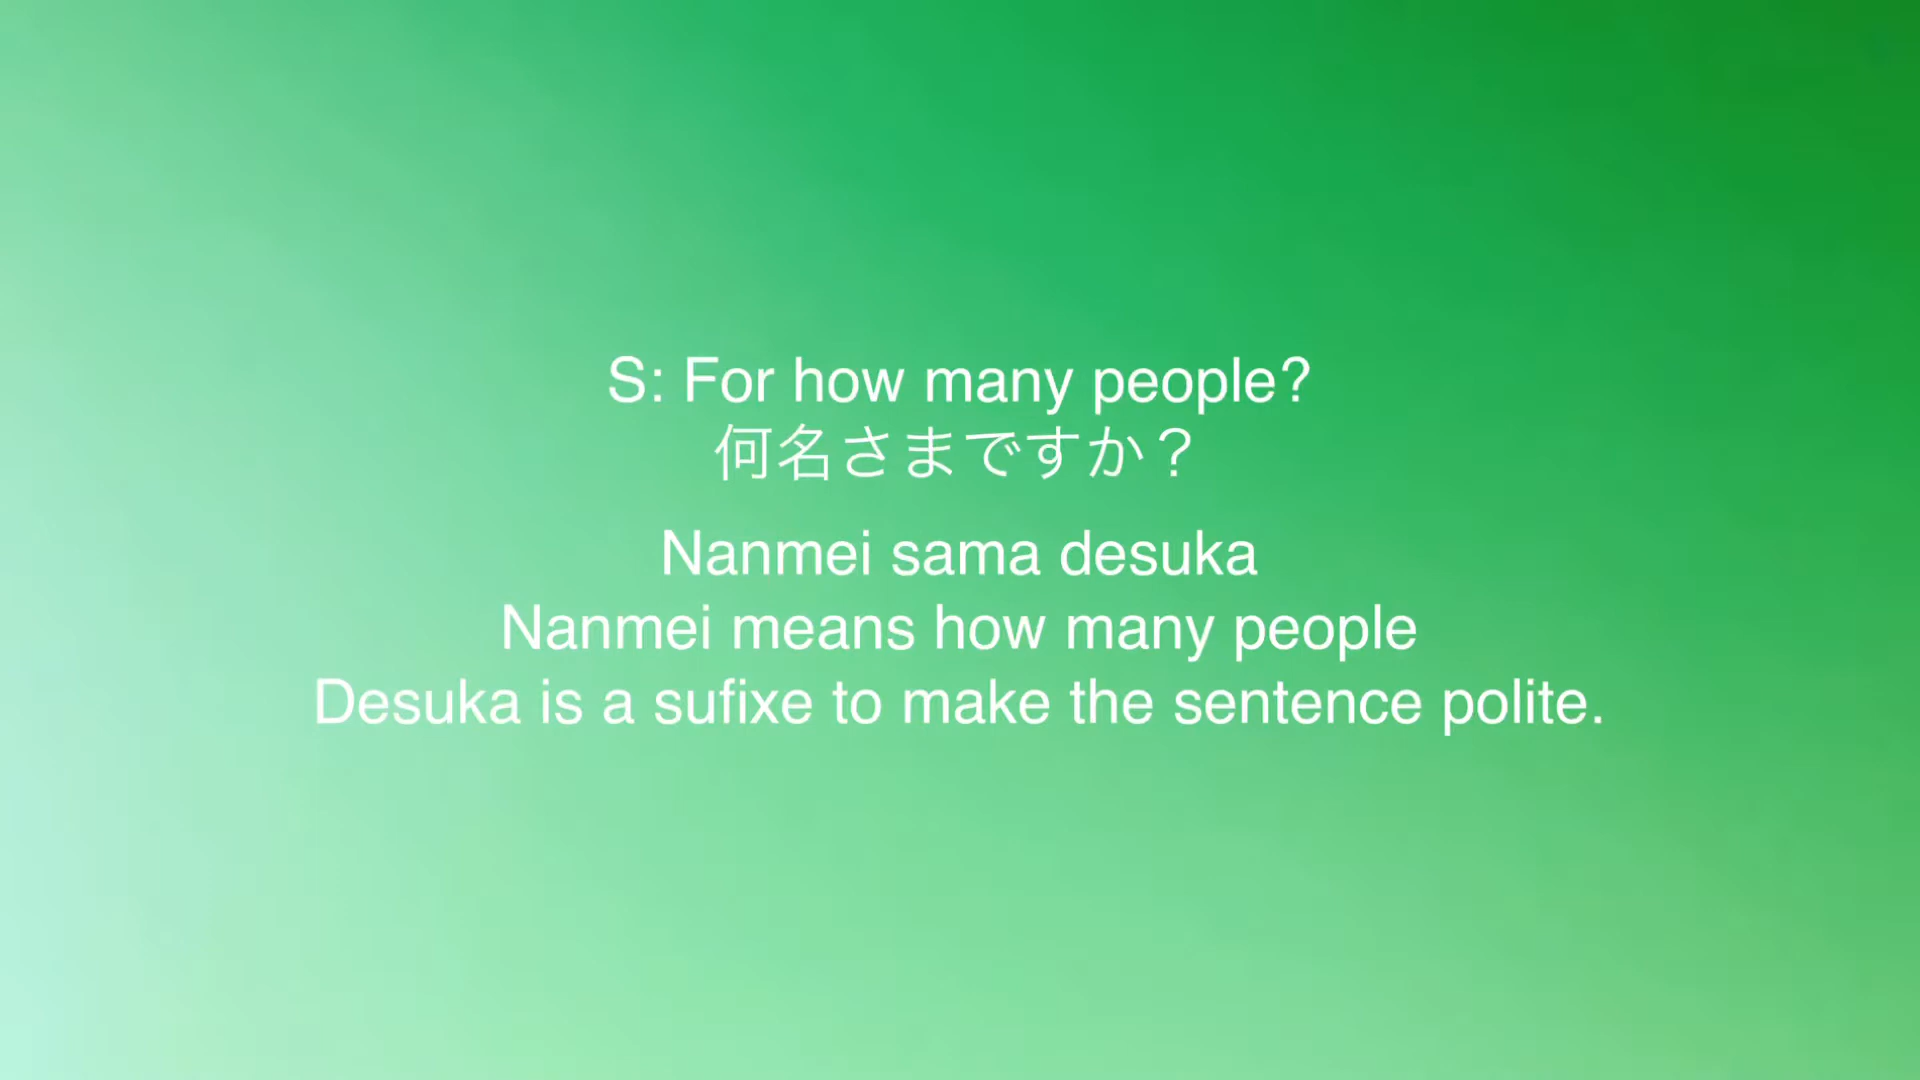 S: For how many people?
何名さまですか？
Nanmei sama desuka
Nanmei means how many people
Desuka is a sufixe to make the sentence polite.